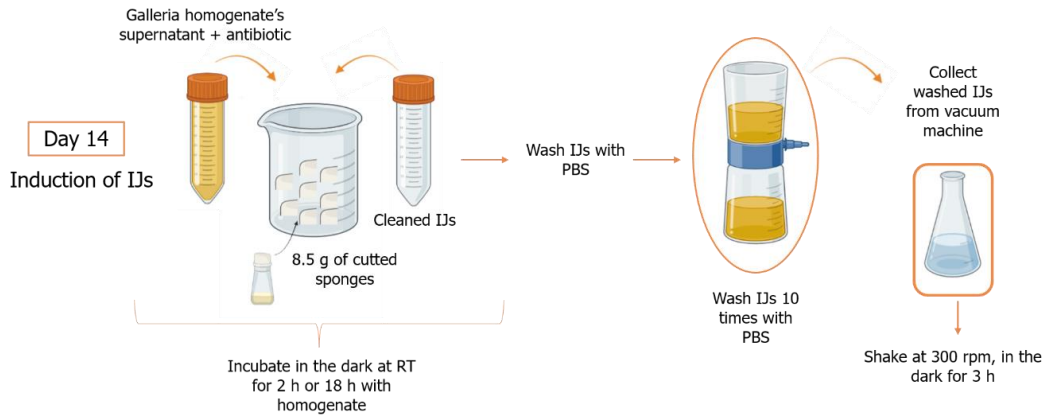 Galleria homogenate’s
supernatant + antibiotic
Day 14
Induction of IJs
Cleaned IJs
8.5 g of cutted
sponges
Incubate in the dark at RT
for 2 h or 18 h with
homogenate
Wash IJs with
PBS
Wash IJs 10
times with
PBS
Collect
washed IJs
from vacuum
machine
Shake at 300 rpm, in the
dark for 3 h